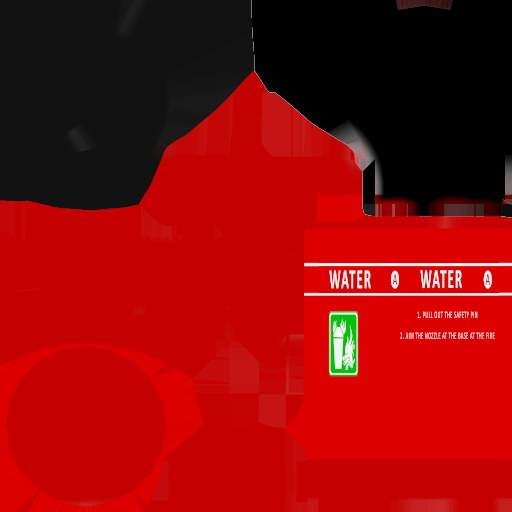 WATER A WATER A
1. PULL OUT THE SAFETY PIN
2. AIM THE NOZZLE AT THE BASE AT THE FIRE